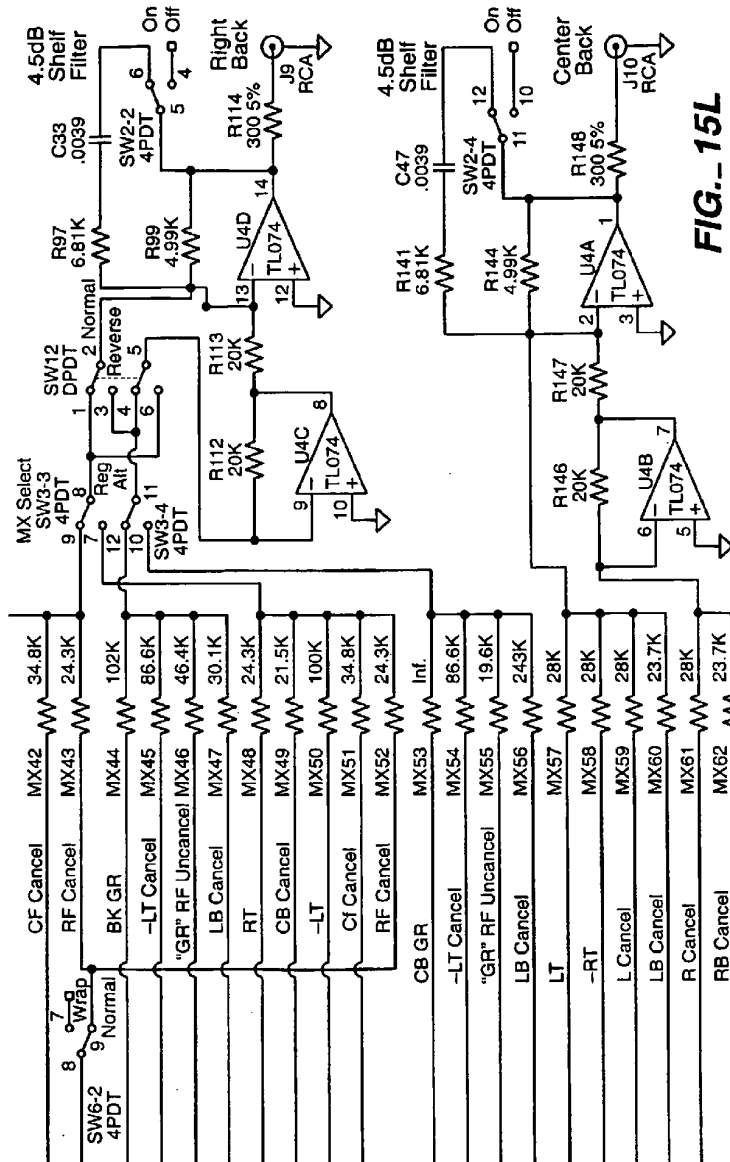 4.5dB
Shelf
Filter
On
Off
6
4
5
SW2-2
4PDT
C33
.0039
R97
6.81K
R99
4.99K
Right
Back
J9
RCA
R114
300 5%
14
U4D
TL074
13
12
–
+
SW12
DPDT
2
Normal
Reverse
1
3
4
5
6
R113
20K
R112
20K
8
U4C
TL074
9
10
–
+
MX Select
SW3-3
4PDT
8
Reg
Alt
11
9
7
12
10
SW3-4
4PDT
4.5dB
Shelf
Filter
On
Off
12
10
11
SW2-4
4PDT
C47
.0039
R141
6.81K
R144
4.99K
Center
Back
J10
RCA
R148
300 5%
1
U4A
TL074
2
3
–
+
R147
20K
R146
20K
7
U4B
TL074
6
5
–
+
7
Wrap
8
9
Normal
SW6-2
4PDT
CF Cancel MX42 34.8K
RF Cancel MX43 24.3K
BK GR MX44 102K
–LT Cancel MX45 86.6K
"GR" RF Uncancel MX46 46.4K
LB Cancel MX47 30.1K
RT MX48 24.3K
CB Cancel MX49 21.5K
–LT MX50 100K
Cf Cancel MX51 34.8K
RF Cancel MX52 24.3K
CB GR MX53 Inf.
–LT Cancel MX54 86.6K
"GR" RF Uncancel MX55 19.6K
LB Cancel MX56 243K
LT MX57 28K
–RT MX58 28K
L Cancel MX59 28K
LB Cancel MX60 23.7K
R Cancel MX61 28K
RB Cancel MX62 23.7K
FIG._15L